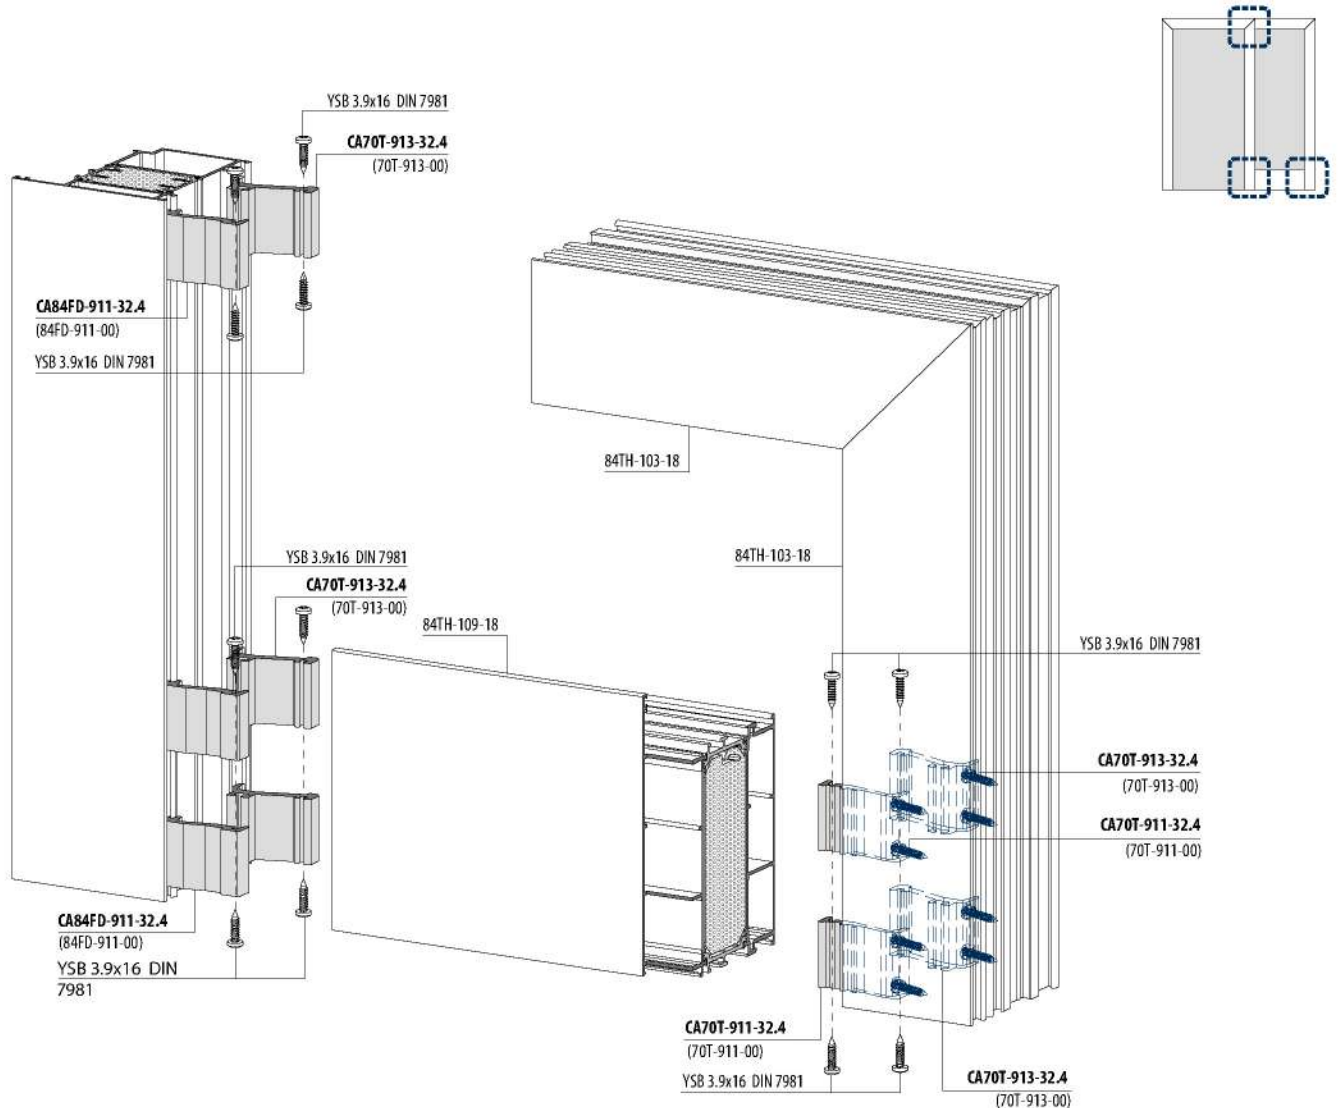 YSB 3.9x16 DIN 7981
CA70T-913-32.4
(70T-913-00)
CA84FD-911-32.4
(84FD-911-00)
YSB 3.9x16 DIN 7981
84TH-103-18
84TH-103-18
YSB 3.9x16 DIN 7981
CA70T-913-32.4
(70T-913-00)
84TH-109-18
YSB 3.9x16 DIN 7981
CA70T-913-32.4
(70T-913-00)
CA70T-911-32.4
(70T-911-00)
CA84FD-911-32.4
(84FD-911-00)
YSB 3.9x16 DIN
7981
CA70T-911-32.4
(70T-911-00)
YSB 3.9x16 DIN 7981
CA70T-913-32.4
(70T-913-00)